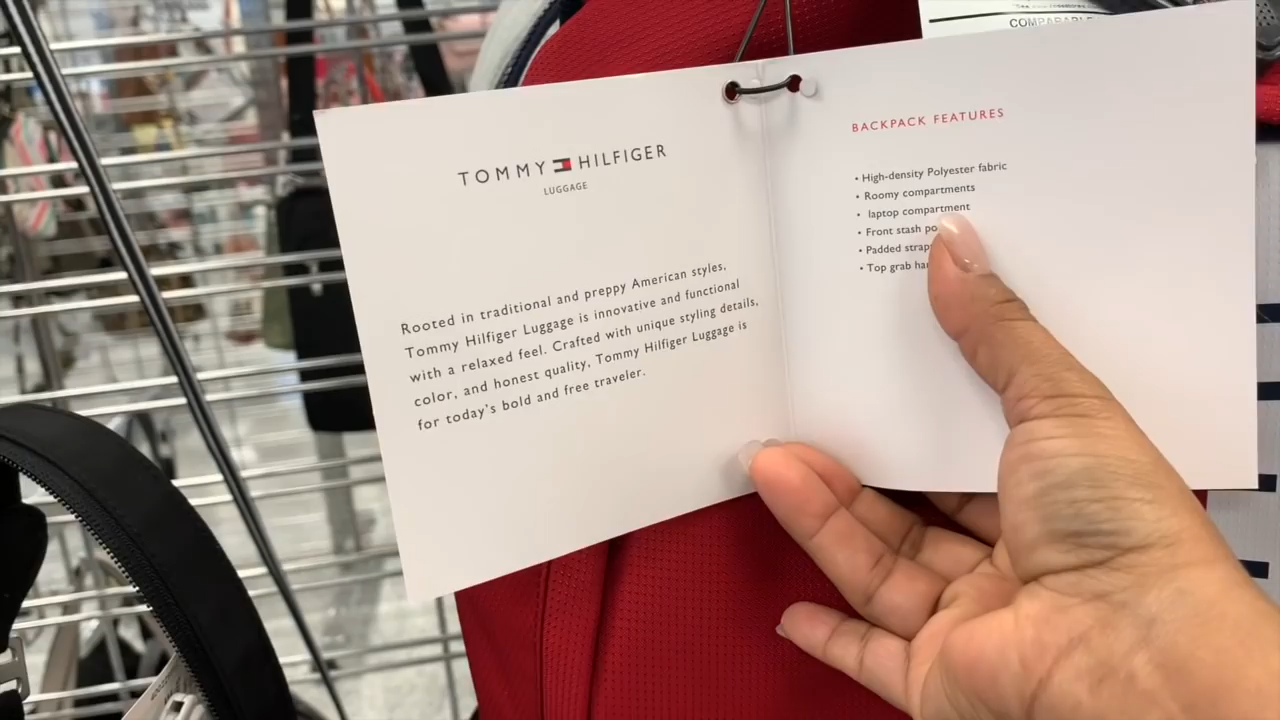 COMPARABLE
TOMMY HILFIGER
LUGGAGE
Rooted in traditional and preppy American styles,
Tommy Hilfiger Luggage is innovative and functional
with a relaxed feel. Crafted with unique styling details,
color, and honest quality, Tommy Hilfiger Luggage is
for today's bold and free traveler.
BACKPACK FEATURES
• High-density Polyester fabric
• Roomy compartments
• laptop compartment
• Front stash
• Padded straps
• Top grab